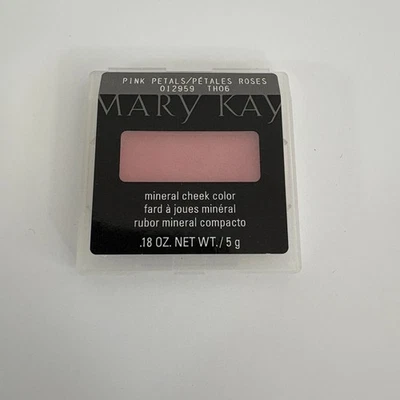 PINK PETALS/PÉTALES ROSES
012959 TH06
MARY KAY
mineral cheek color
fard à joues minéral
rubor mineral compacto
.18 OZ. NET WT./5 g